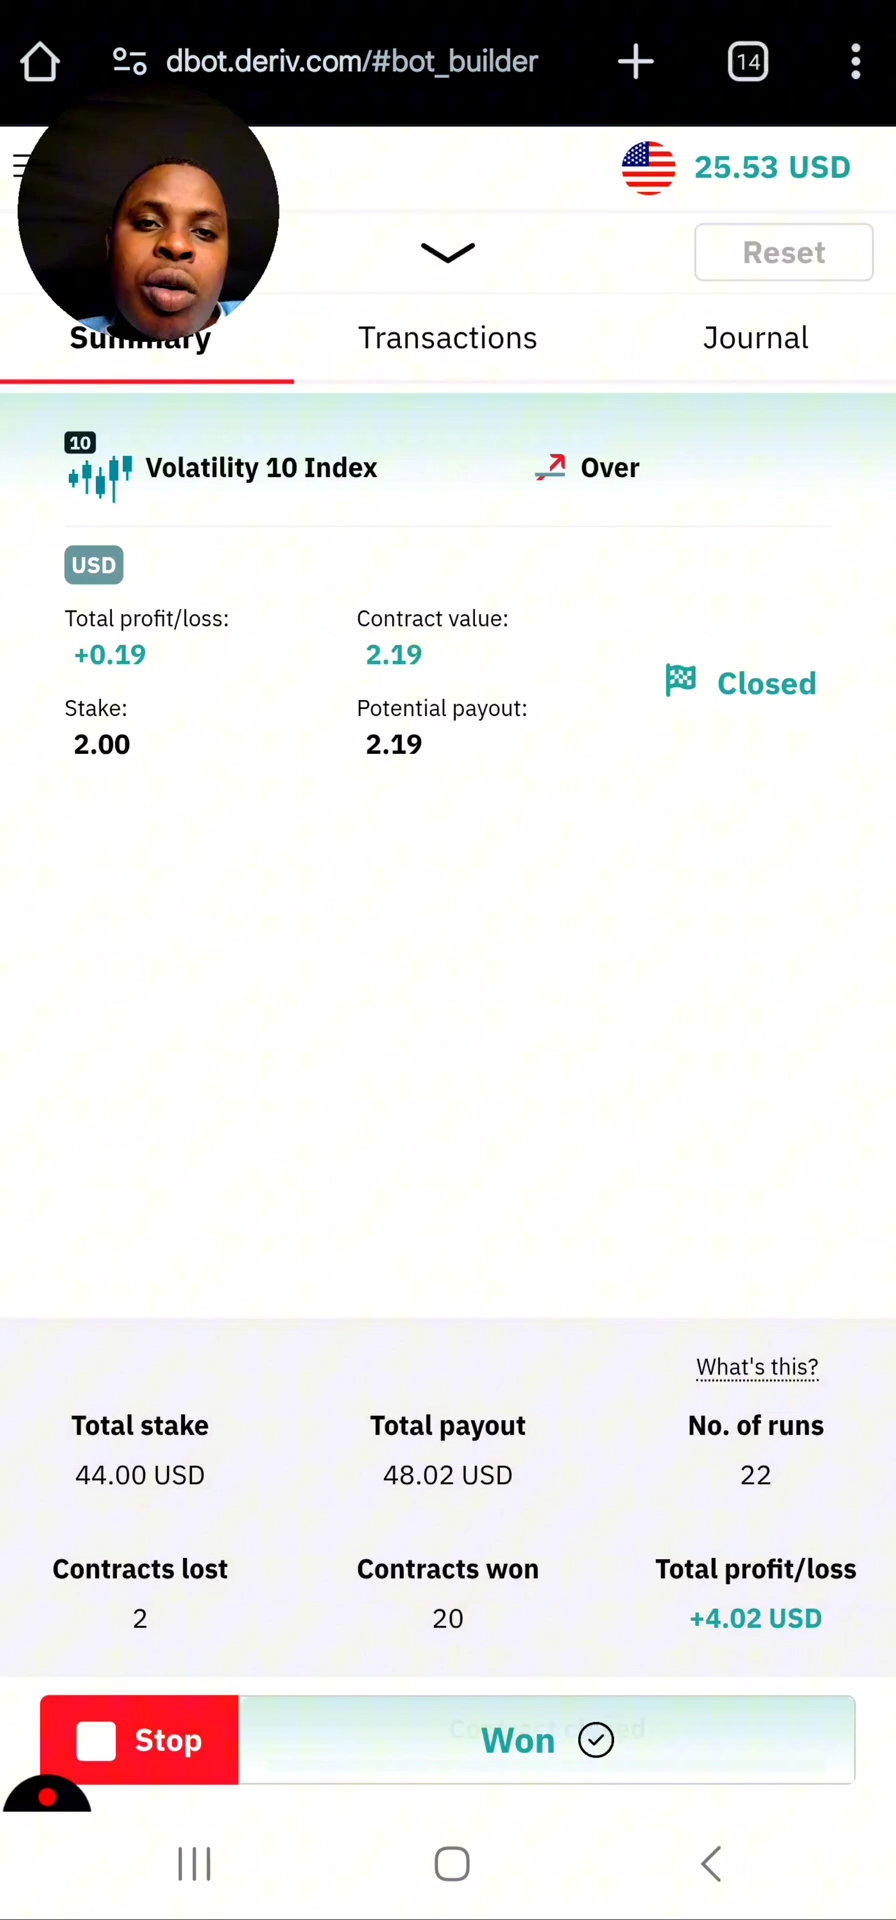 dbot.deriv.com/#bot_builder
14
25.53 USD
Reset
Summary
Transactions
Journal
10
Volatility 10 Index
Over
USD
Total profit/loss:
Contract value:
+0.19
2.19
Closed
Stake:
Potential payout:
2.00
2.19
What's this?
Total stake
Total payout
No. of runs
44.00 USD
48.02 USD
22
Contracts lost
Contracts won
Total profit/loss
2
20
+4.02 USD
Stop
Contract closed
Won